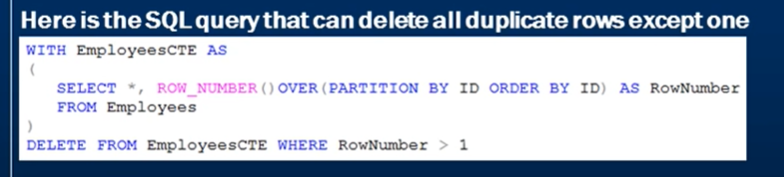 Here is the SQL query that can delete all duplicate rows except one
WITH EmployeesCTE AS
(
SELECT *, ROW_NUMBER()OVER(PARTITION BY ID ORDER BY ID) AS RowNumber
FROM Employees
)
DELETE FROM EmployeesCTE WHERE RowNumber > 1